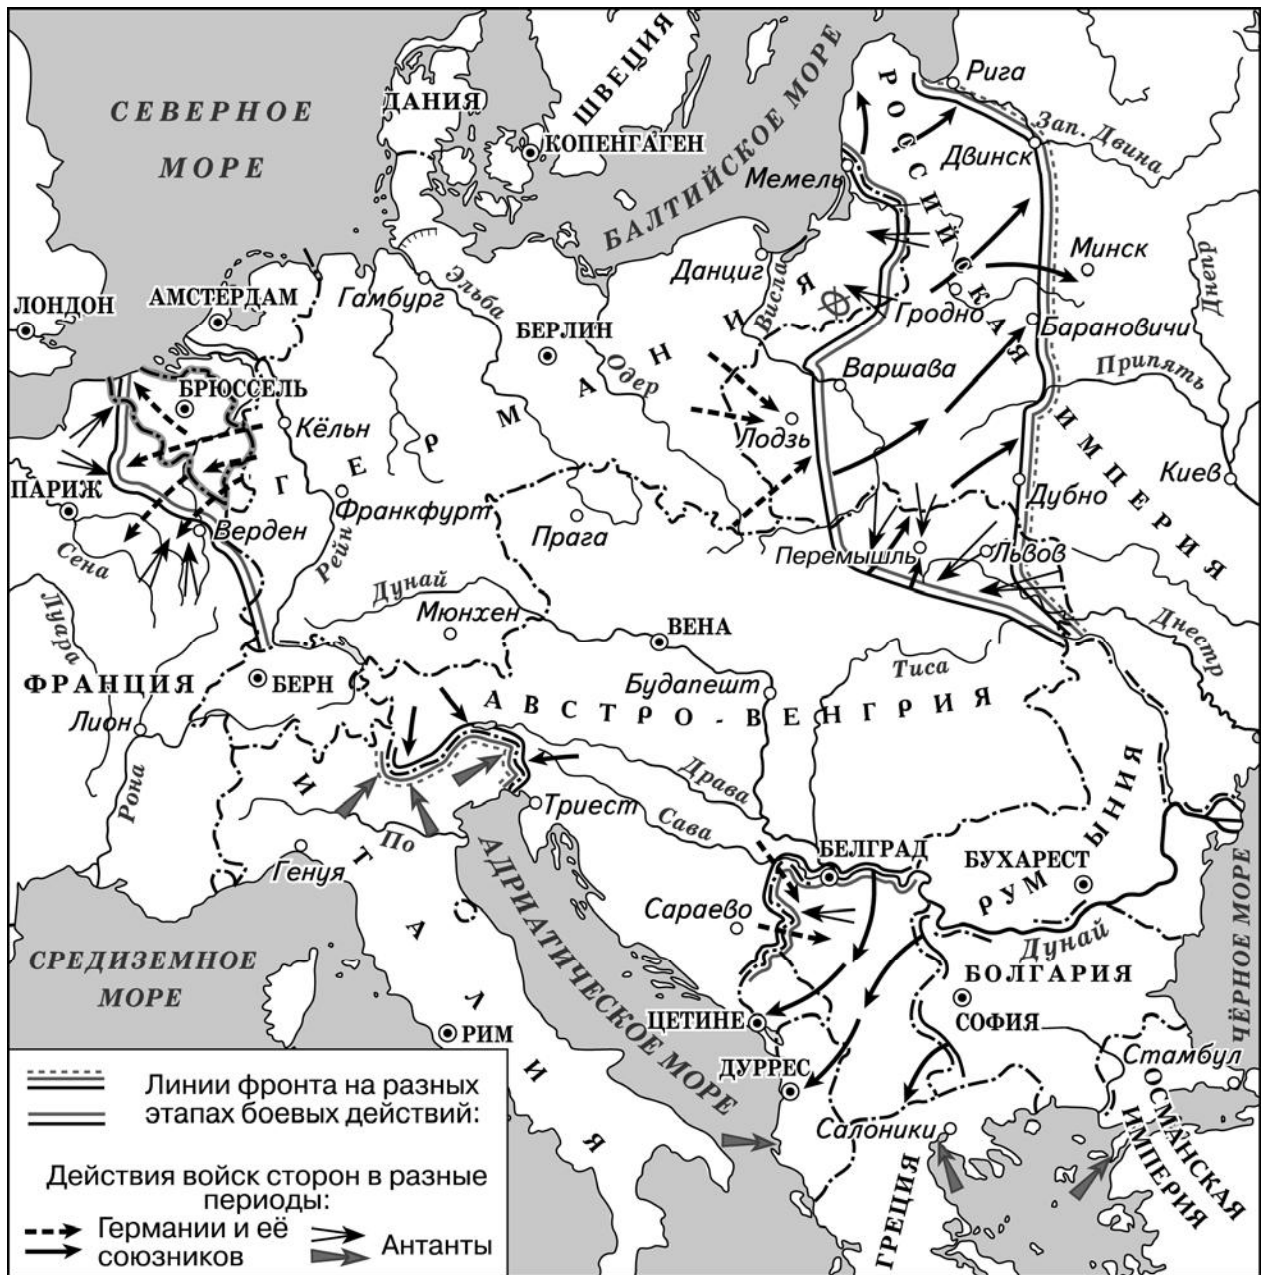 СЕВЕРНОЕ
МОРЕ
ДАНИЯ
ШВЕЦИЯ
КОПЕНГАГЕН
БАЛТИЙСКОЕ МОРЕ
РОССИЙСКАЯ
ИМПЕРИЯ
Рига
Зап. Двина
Двинск
Мемель
Минск
Днепр
Данциг
Висла
Гродно
Барановичи
Припять
Варшава
Лодзь
Киев
Дубно
Львов
Перемышль
Днестр
ЛОНДОН
АМСТЕРДАМ
Гамбург
Эльба
БЕРЛИН
Одер
ГЕРМАНИЯ
БРЮССЕЛЬ
Кёльн
ПАРИЖ
Франкфурт
Верден
Рейн
Прага
Сена
Луара
Дунай
Мюнхен
ВЕНА
Тиса
Будапешт
ФРАНЦИЯ
БЕРН
АВСТРО-ВЕНГРИЯ
Лион
Рона
ИТАЛИЯ
По
Генуя
Триест
Драва
Сава
БЕЛГРАД
БУХАРЕСТ
РУМЫНИЯ
Дунай
Сараево
АДРИАТИЧЕСКОЕ МОРЕ
ЧЁРНОЕ МОРЕ
СРЕДИЗЕМНОЕ
МОРЕ
БОЛГАРИЯ
СОФИЯ
ЦЕТИНЕ
РИМ
ДУРРЕС
Стамбул
ОСМАНСКАЯ
ИМПЕРИЯ
Салоники
ГРЕЦИЯ
Линии фронта на разных
этапах боевых действий:
Действия войск сторон в разные
периоды:
Германии и её
союзников
Антанты